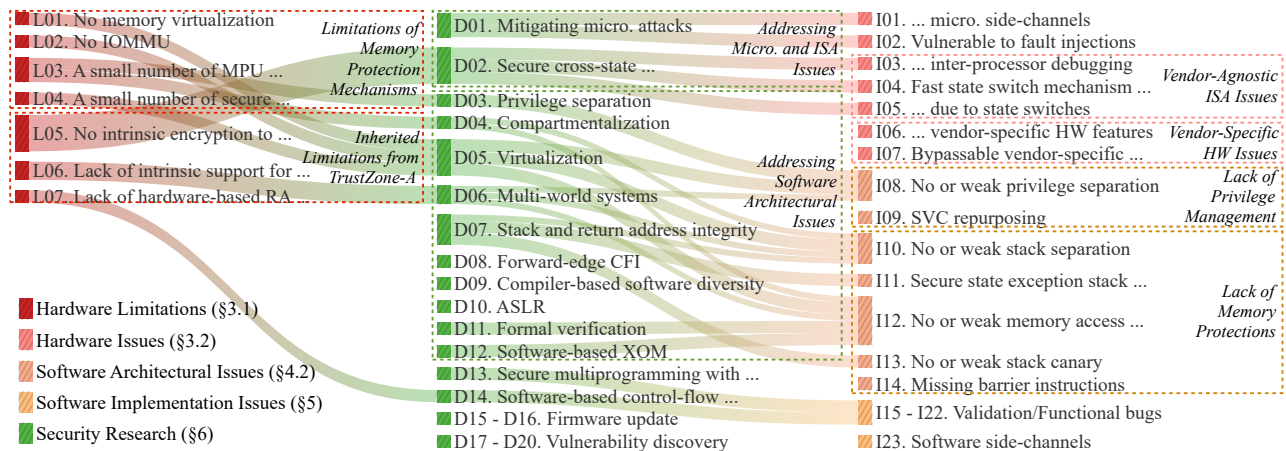 L01. No memory virtualization
L02. No IOMMU
L03. A small number of MPU ...
L04. A small number of secure ...
Limitations of
Memory
Protection
Mechanisms
L05. No intrinsic encryption to ...
L06. Lack of intrinsic support for ...
L07. Lack of hardware-based RA
Inherited
Limitations from
TrustZone-A
Hardware Limitations (§3.1)
Hardware Issues (§3.2)
Software Architectural Issues (§4.2)
Software Implementation Issues (§5)
Security Research (§6)
D01. Mitigating micro. attacks
D02. Secure cross-state ...
Addressing
Micro. and ISA
Issues
D03. Privilege separation
D04. Compartmentalization
D05. Virtualization
D06. Multi-world systems
D07. Stack and return address integrity
D08. Forward-edge CFI
D09. Compiler-based software diversity
D10. ASLR
D11. Formal verification
D12. Software-based XOM
Addressing
Software
Architectural
Issues
D13. Secure multiprogramming with ...
D14. Software-based control-flow ...
D15 - D16. Firmware update
D17 - D20. Vulnerability discovery
I01. ... micro. side-channels
I02. Vulnerable to fault injections
I03. ... inter-processor debugging
I04. Fast state switch mechanism ...
I05. ... due to state switches
Vendor-Agnostic
ISA Issues
I06. ... vendor-specific HW features
I07. Bypassable vendor-specific ...
Vendor-Specific
HW Issues
I08. No or weak privilege separation
I09. SVC repurposing
Lack of
Privilege
Management
I10. No or weak stack separation
I11. Secure state exception stack ...
I12. No or weak memory access ...
I13. No or weak stack canary
I14. Missing barrier instructions
Lack of
Memory
Protections
I15 - I22. Validation/Functional bugs
I23. Software side-channels